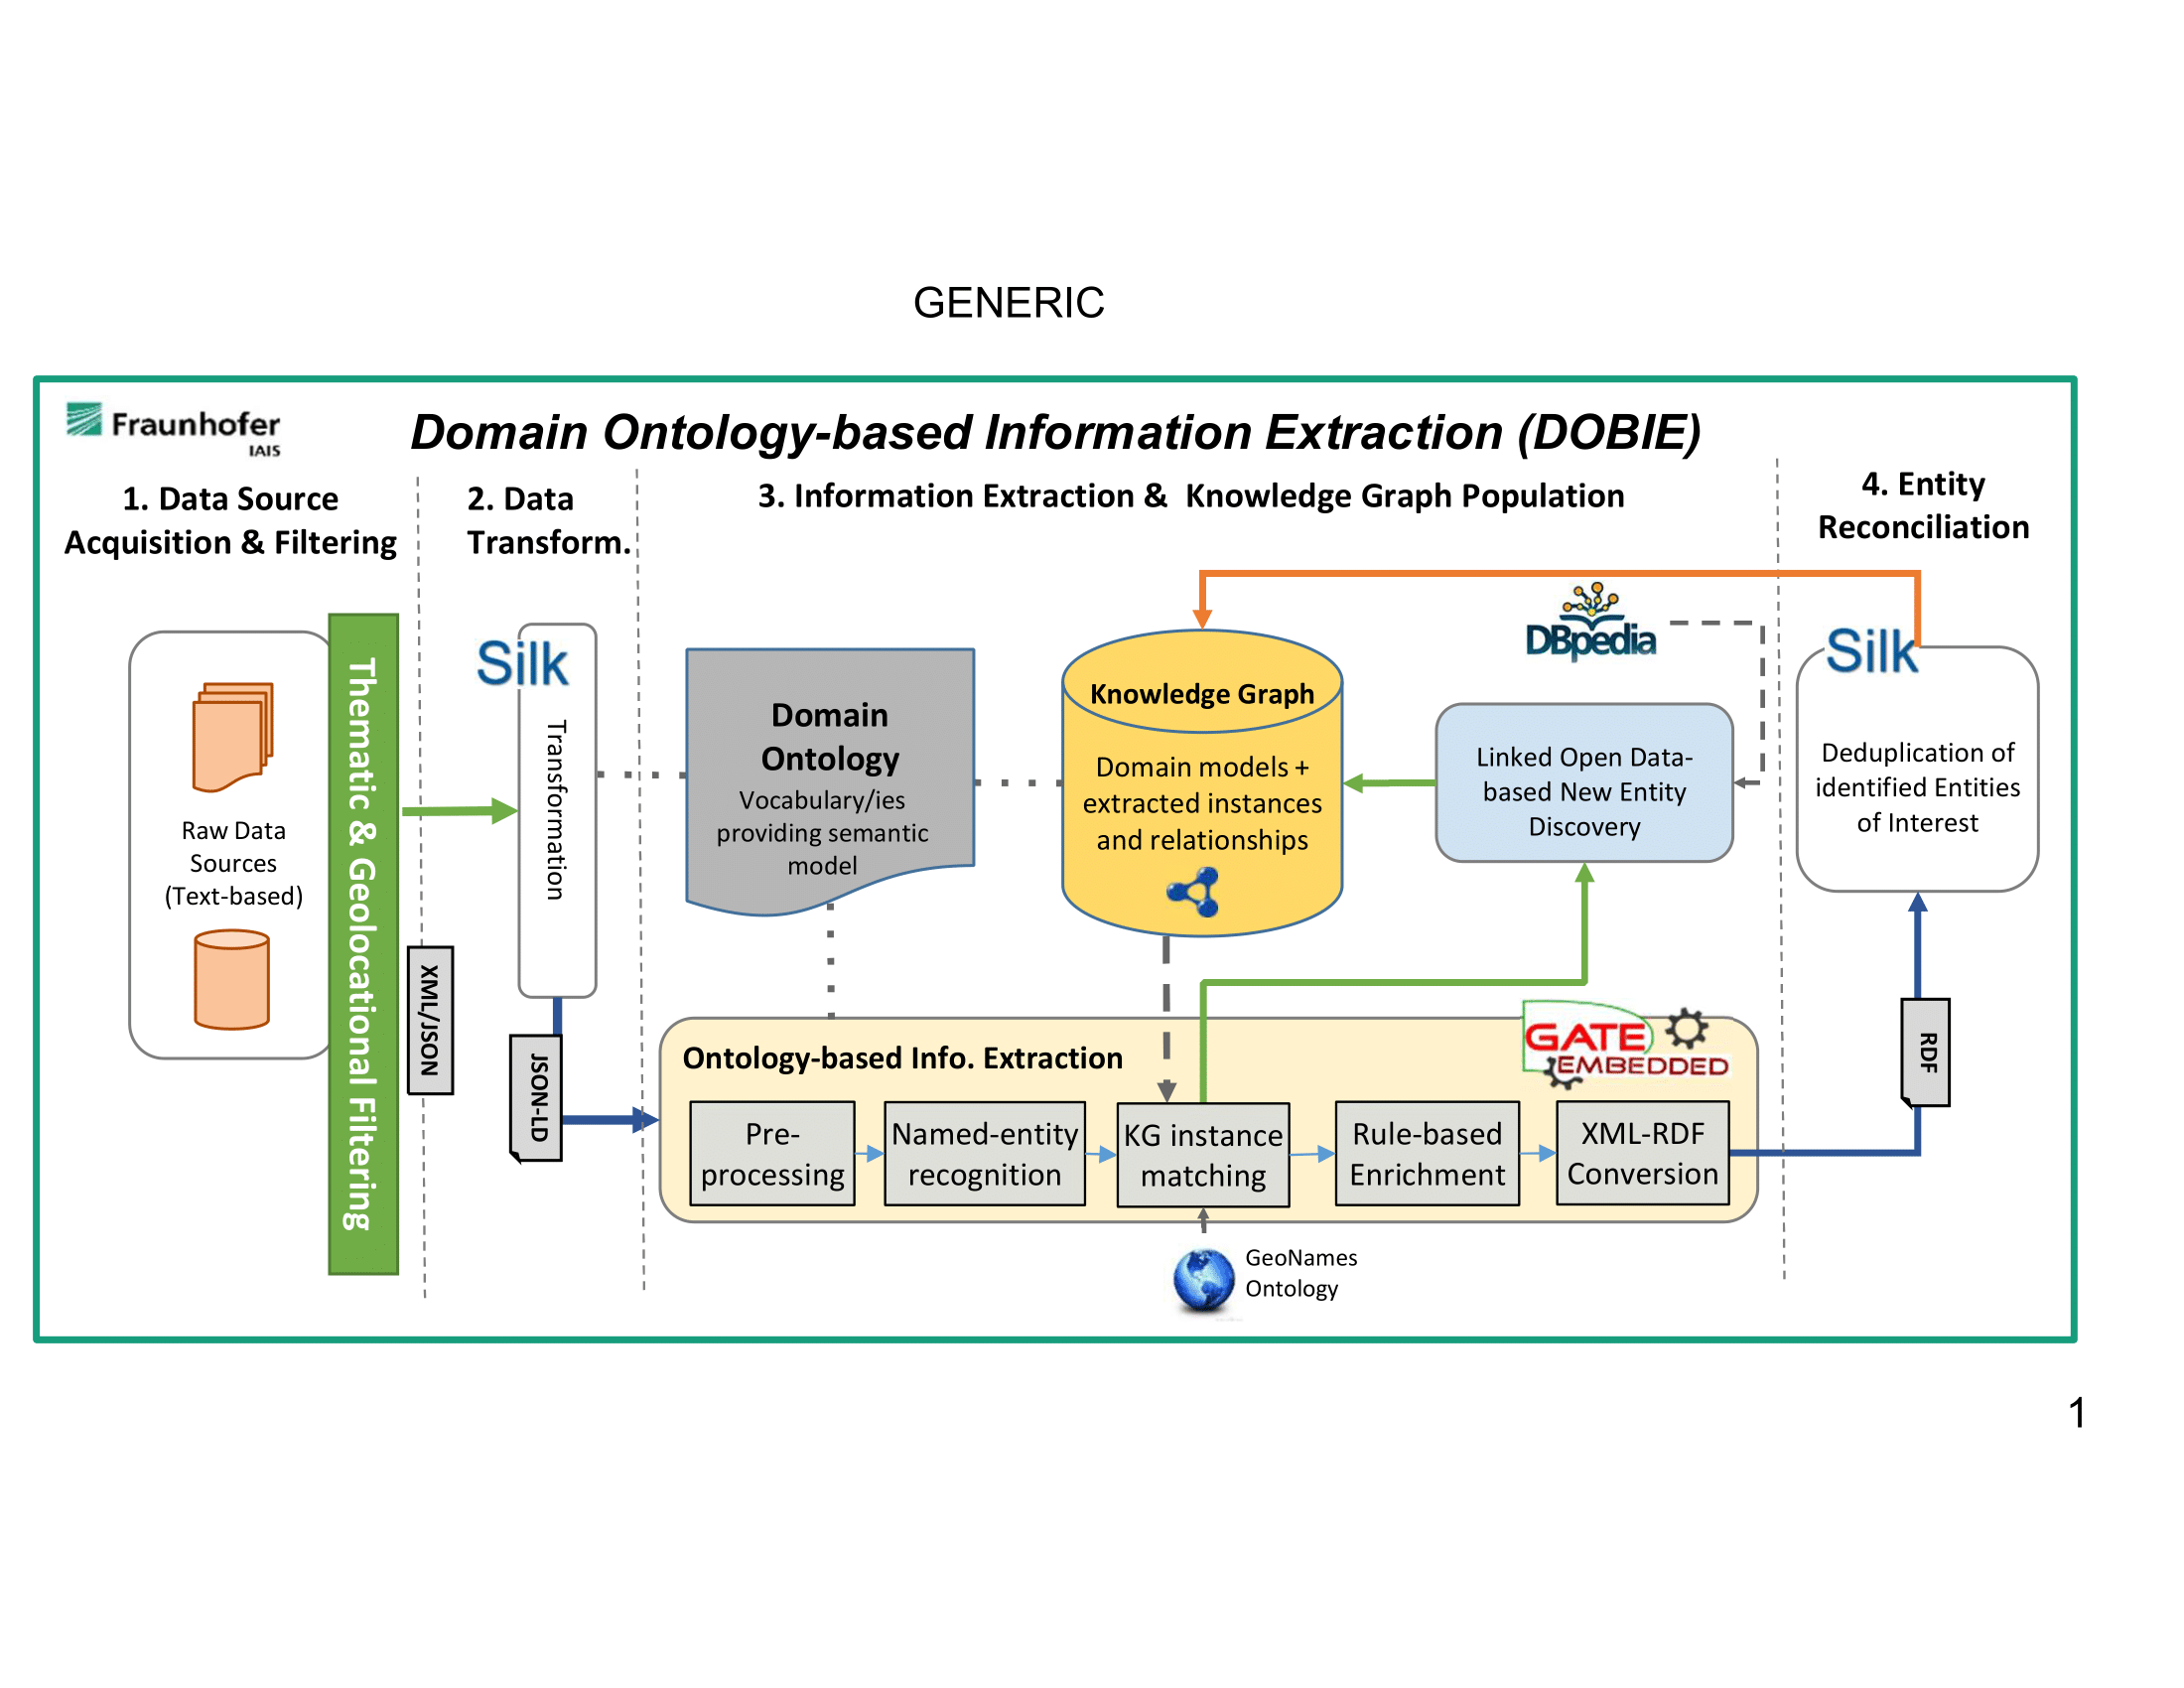 GENERIC
Fraunhofer
IAIS
Domain Ontology-based Information Extraction (DOBIE)
1. Data Source
Acquisition & Filtering
2. Data
Transform.
3. Information Extraction & Knowledge Graph Population
4. Entity
Reconciliation
Raw Data
Sources
(Text-based)
Thematic & Geolocational Filtering
XML/JSON
Silk
Transformation
JSON-LD
Domain
Ontology
Vocabulary/ies
providing semantic
model
Knowledge Graph
Domain models +
extracted instances
and relationships
DBpedia
Linked Open Data-
based New Entity
Discovery
Silk
Deduplication of
identified Entities
of Interest
RDF
Ontology-based Info. Extraction
GATE
EMBEDDED
Pre-
processing
Named-entity
recognition
KG instance
matching
Rule-based
Enrichment
XML-RDF
Conversion
GeoNames
Ontology
1